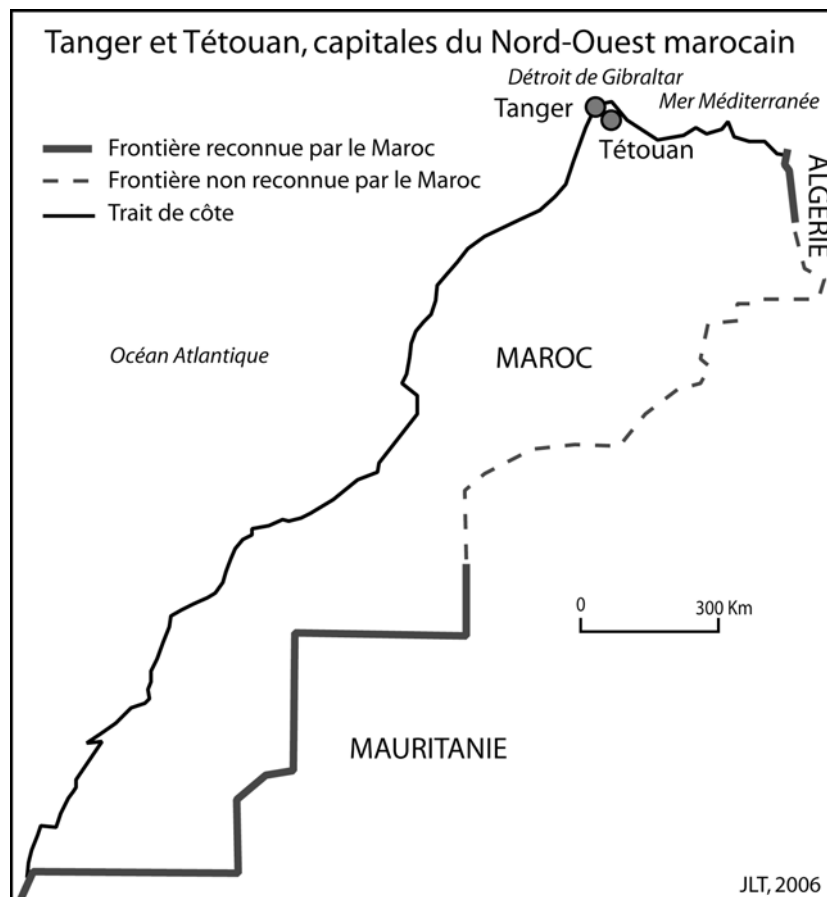 Tanger et Tétouan, capitales du Nord-Ouest marocain
Détroit de Gibraltar
Mer Méditerranée
Tanger
Tétouan
Frontière reconnue par le Maroc
Frontière non reconnue par le Maroc
Trait de côte
ALGERIE
Océan Atlantique
MAROC
0
300 Km
MAURITANIE
JLT, 2006